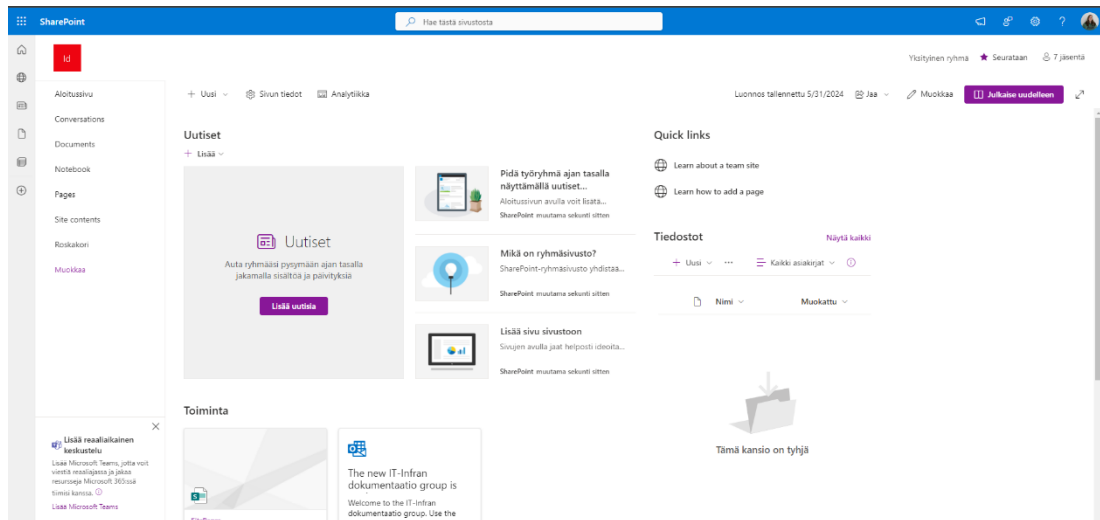 SharePoint
Hae tästä sivustosta
Id
Yksityinen ryhmä
Seurataan
7 jäsentä
Aloitussivu
Conversations
Documents
Notebook
Pages
Site contents
Roskakori
Muokkaa
+ Uusi
Sivun tiedot
Analytiikka
Luonnos tallennettu 5/31/2024
Jaa
Muokkaa
Julkaise uudelleen
Uutiset
+ Lisää
Uutiset
Auta ryhmääsi pysymään ajan tasalla
jakamalla sisältöä ja päivityksiä
Lisää uutisia
Pidä työryhmä ajan tasalla
näyttämällä uutiset...
Aloitussivun avulla voit lisätä...
SharePoint muutama sekunti sitten
Mikä on ryhmäsivusto?
SharePoint-ryhmäsivusto yhdistää...
SharePoint muutama sekunti sitten
Lisää sivu sivustoon
Sivujen avulla jaat helposti ideoita...
SharePoint muutama sekunti sitten
Quick links
Learn about a team site
Learn how to add a page
Tiedostot
Näytä kaikki
+ Uusi
...
Kaikki asiakirjat
Nimi
Muokattu
Tämä kansio on tyhjä
Toiminta
The new IT-Infran
dokumentaatio group is
Welcome to the IT-Infran
dokumentaatio group. Use the
Lisää reaaliaikainen
keskustelu
Lisää Microsoft Teams, jotta voit
viestiä reaaliajassa ja jakaa
resursseja Microsoft 365:ssä
tiimisi kanssa.
Lisää Microsoft Teams